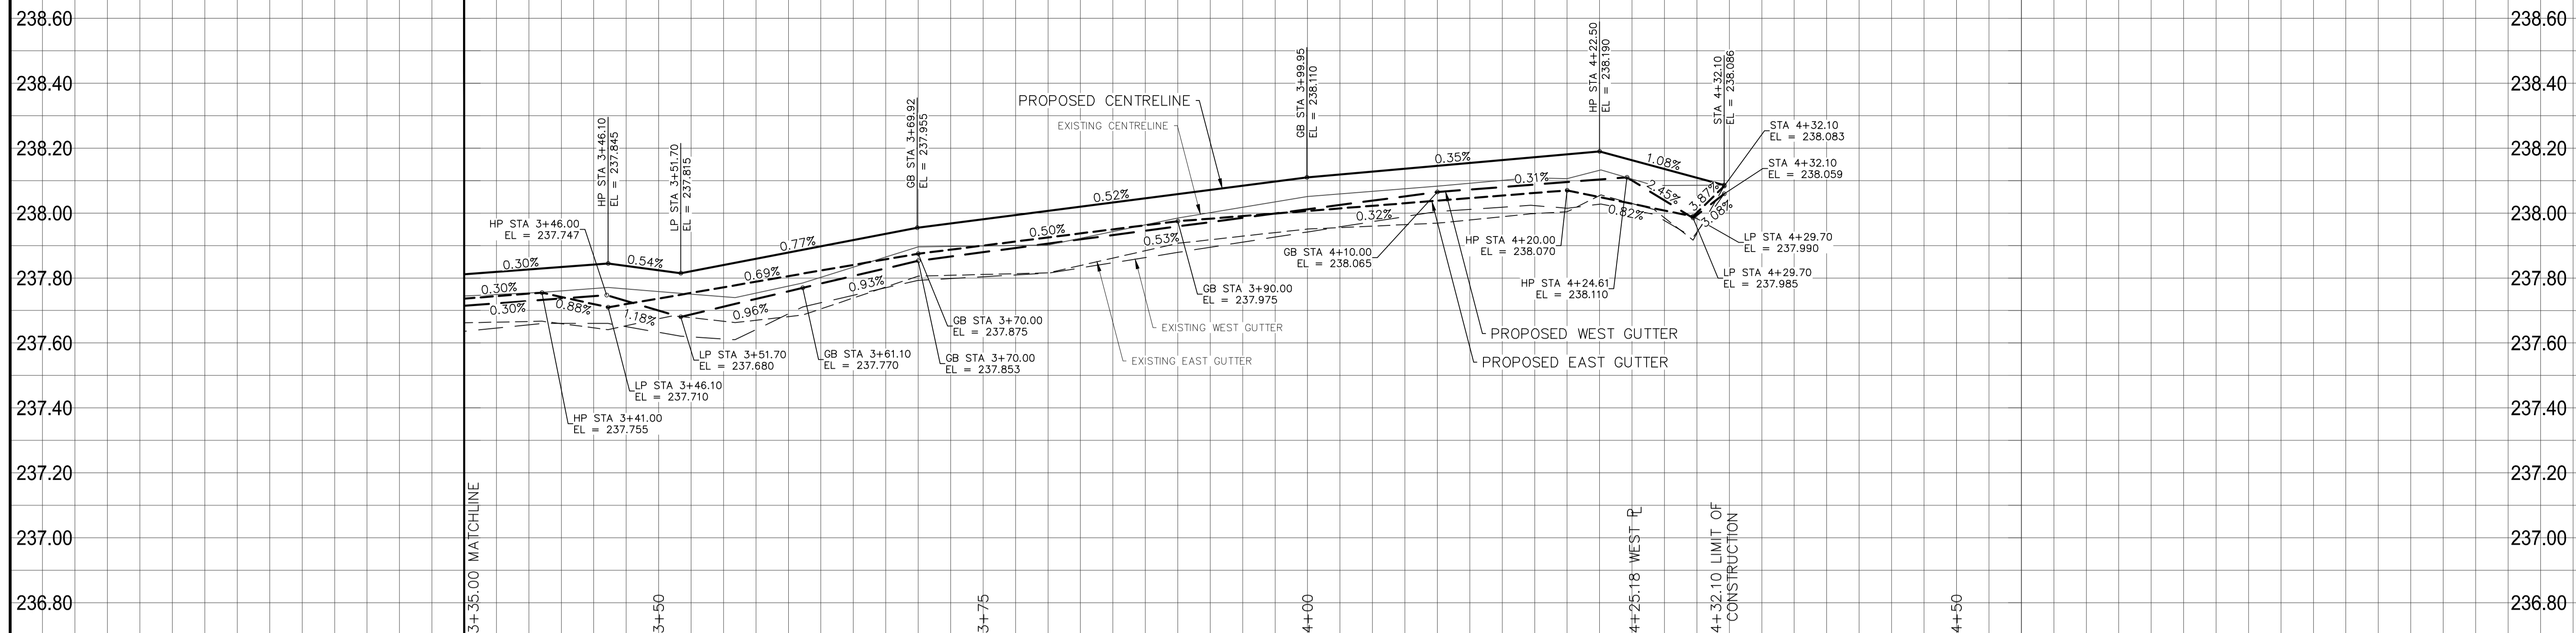 238.60
238.40
238.20
238.00
237.80
237.60
237.40
237.20
237.00
236.80
HP STA 3+46.10
EL = 237.845
LP STA 3+51.70
EL = 237.815
GB STA 3+69.92
EL = 237.955
GB STA 3+99.95
EL = 238.110
HP STA 4+22.50
EL = 238.190
STA 4+32.10
EL = 238.086
PROPOSED CENTRELINE
EXISTING CENTRELINE
STA 4+32.10
EL = 238.083
STA 4+32.10
EL = 238.059
HP STA 3+46.00
EL = 237.747
0.30%
0.54%
0.77%
0.52%
0.35%
1.08%
0.30%
0.88%
0.69%
0.50%
0.32%
0.82%
3.08%
0.30%
1.18%
0.96%
0.93%
0.53%
0.31%
2.45%
3.87%
GB STA 4+10.00
EL = 238.065
HP STA 4+20.00
EL = 238.070
HP STA 4+24.61
EL = 238.110
LP STA 4+29.70
EL = 237.990
LP STA 4+29.70
EL = 237.985
GB STA 3+90.00
EL = 237.975
GB STA 3+70.00
EL = 237.875
GB STA 3+70.00
EL = 237.853
GB STA 3+61.10
EL = 237.770
LP STA 3+51.70
EL = 237.680
LP STA 3+46.10
EL = 237.710
HP STA 3+41.00
EL = 237.755
EXISTING WEST GUTTER
EXISTING EAST GUTTER
PROPOSED WEST GUTTER
PROPOSED EAST GUTTER
3+35.00 MATCHLINE
3+50
3+75
4+00
4+25.18 WEST PL
4+32.10 LIMIT OF
CONSTRUCTION
4+50
238.60
238.40
238.20
238.00
237.80
237.60
237.40
237.20
237.00
236.80